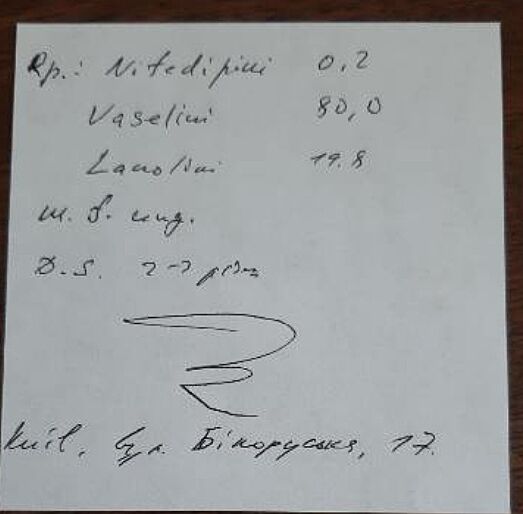 Rp.: Nifedipini 0,2
Vaselini 80,0
Lanolini 19.8
M. f. ung.
D.S. 2-3 рази
Київ, вул. Білоруська, 17.